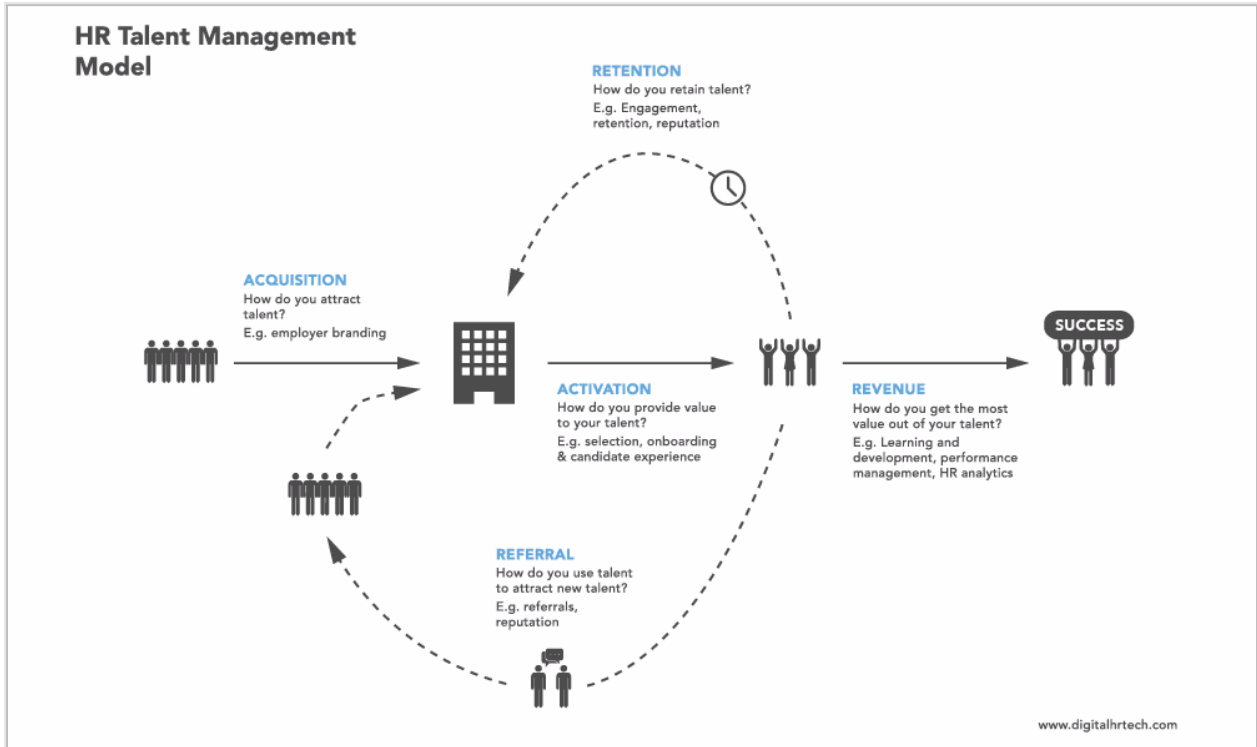 HR Talent Management
Model
RETENTION
How do you retain talent?
E.g. Engagement,
retention, reputation
ACQUISITION
How do you attract
talent?
E.g. employer branding
SUCCESS
ACTIVATION
How do you provide value
to your talent?
E.g. selection, onboarding
& candidate experience
REVENUE
How do you get the most
value out of your talent?
E.g. Learning and
development, performance
management, HR analytics
REFERRAL
How do you use talent
to attract new talent?
E.g. referrals,
reputation
www.digitalhrtech.com